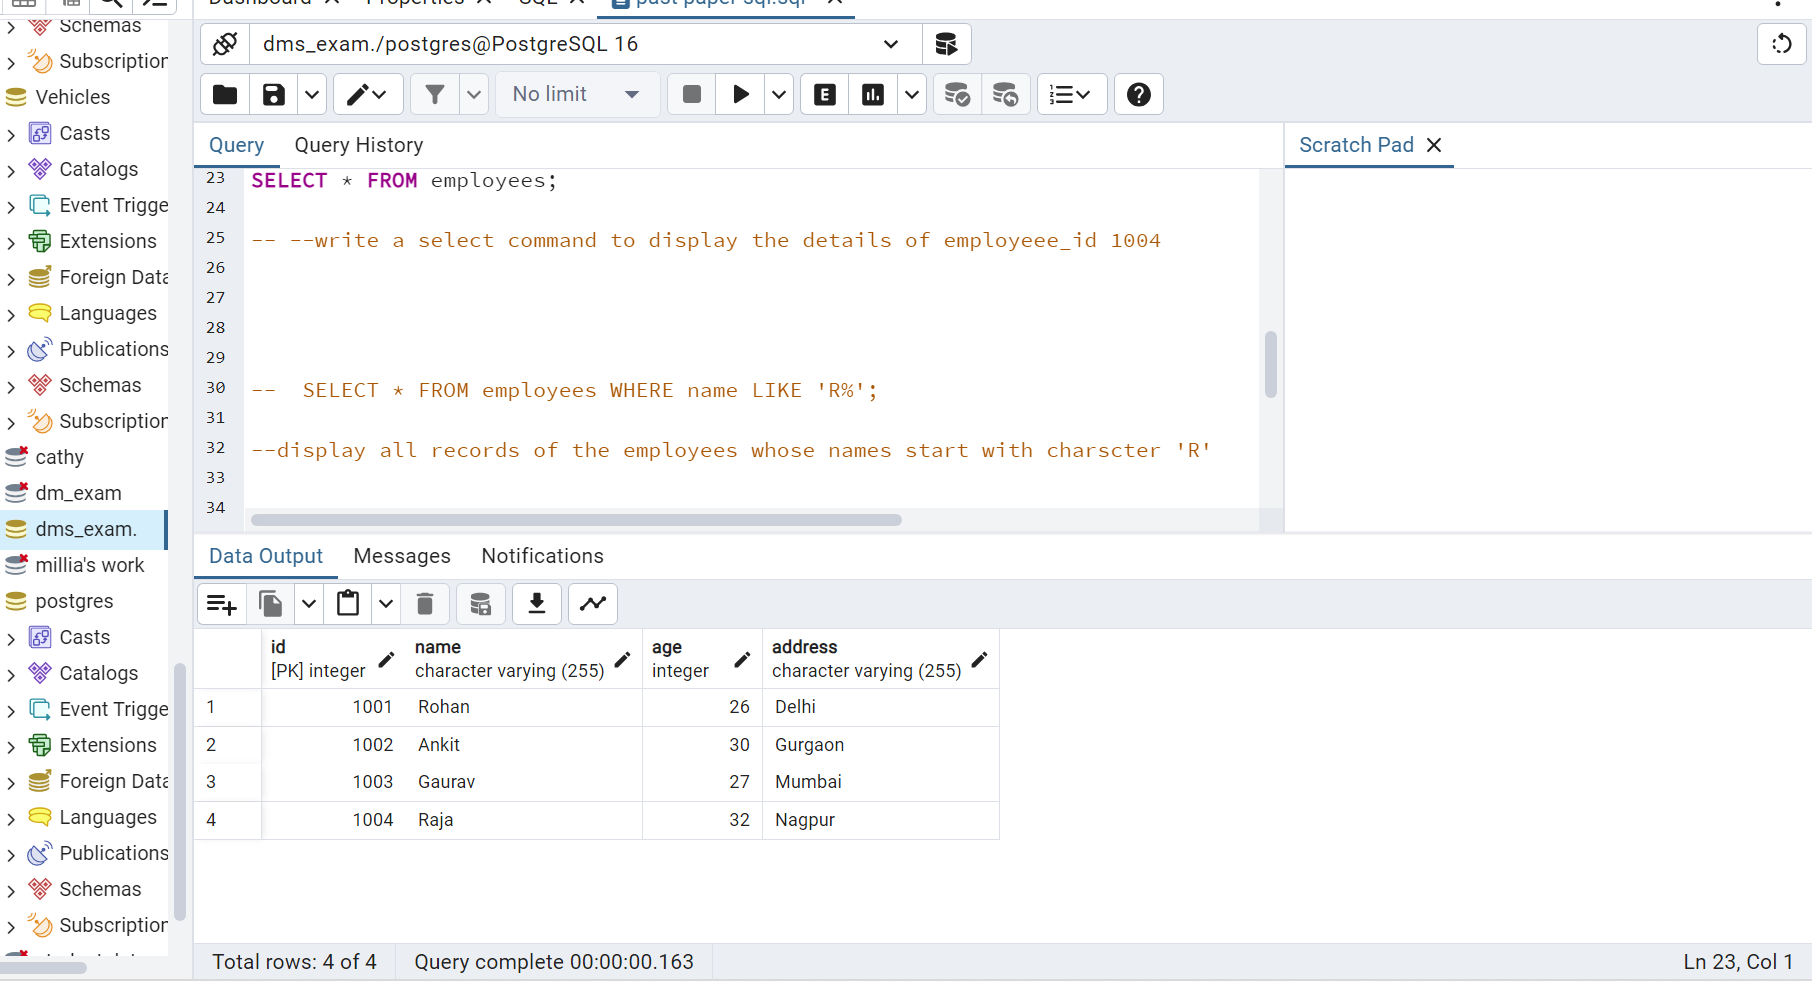 Dashboard × Properties × SQL × past paper sql.sql ×
dms_exam./postgres@PostgreSQL 16
No limit
E
Query
Query History
Scratch Pad
Schemas
Subscription
Vehicles
Casts
Catalogs
Event Trigge
Extensions
Foreign Data
Languages
Publications
Schemas
Subscription
cathy
dm_exam
dms_exam.
millia's work
postgres
Casts
Catalogs
Event Trigge
Extensions
Foreign Data
Languages
Publications
Schemas
Subscription
23 SELECT * FROM employees;
24
25 -- --write a select command to display the details of employeee_id 1004
26
27
28
29
30 --  SELECT * FROM employees WHERE name LIKE 'R%';
31
32 --display all records of the employees whose names start with charscter 'R'
33
34
Data Output
Messages
Notifications
id name age address
[PK] integer character varying (255) integer character varying (255)
1 1001 Rohan 26 Delhi
2 1002 Ankit 30 Gurgaon
3 1003 Gaurav 27 Mumbai
4 1004 Raja 32 Nagpur
Total rows: 4 of 4
Query complete 00:00:00.163
Ln 23, Col 1